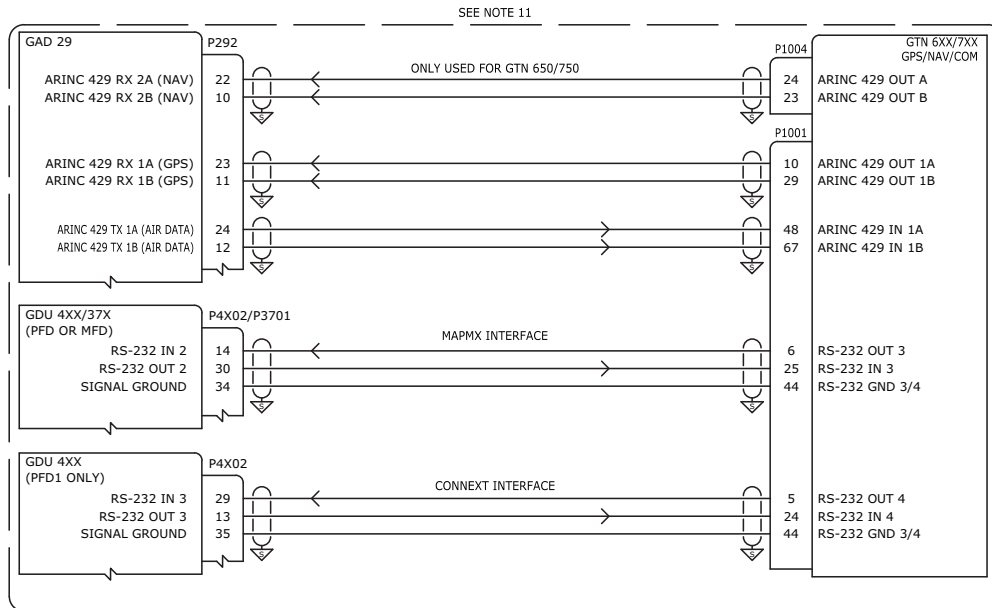 SEE NOTE 11
GAD 29
P292
ARINC 429 RX 2A (NAV) 22
ARINC 429 RX 2B (NAV) 10
ARINC 429 RX 1A (GPS) 23
ARINC 429 RX 1B (GPS) 11
ARINC 429 TX 1A (AIR DATA) 24
ARINC 429 TX 1B (AIR DATA) 12
S
S
S
ONLY USED FOR GTN 650/750
S
S
S
P1004
GTN 6XX/7XX
GPS/NAV/COM
24 ARINC 429 OUT A
23 ARINC 429 OUT B
P1001
10 ARINC 429 OUT 1A
29 ARINC 429 OUT 1B
48 ARINC 429 IN 1A
67 ARINC 429 IN 1B
GDU 4XX/37X
(PFD OR MFD)
P4X02/P3701
RS-232 IN 2 14
RS-232 OUT 2 30
SIGNAL GROUND 34
S
MAPMX INTERFACE
S
6 RS-232 OUT 3
25 RS-232 IN 3
44 RS-232 GND 3/4
GDU 4XX
(PFD1 ONLY)
P4X02
RS-232 IN 3 29
RS-232 OUT 3 13
SIGNAL GROUND 35
S
CONNEXT INTERFACE
S
5 RS-232 OUT 4
24 RS-232 IN 4
44 RS-232 GND 3/4